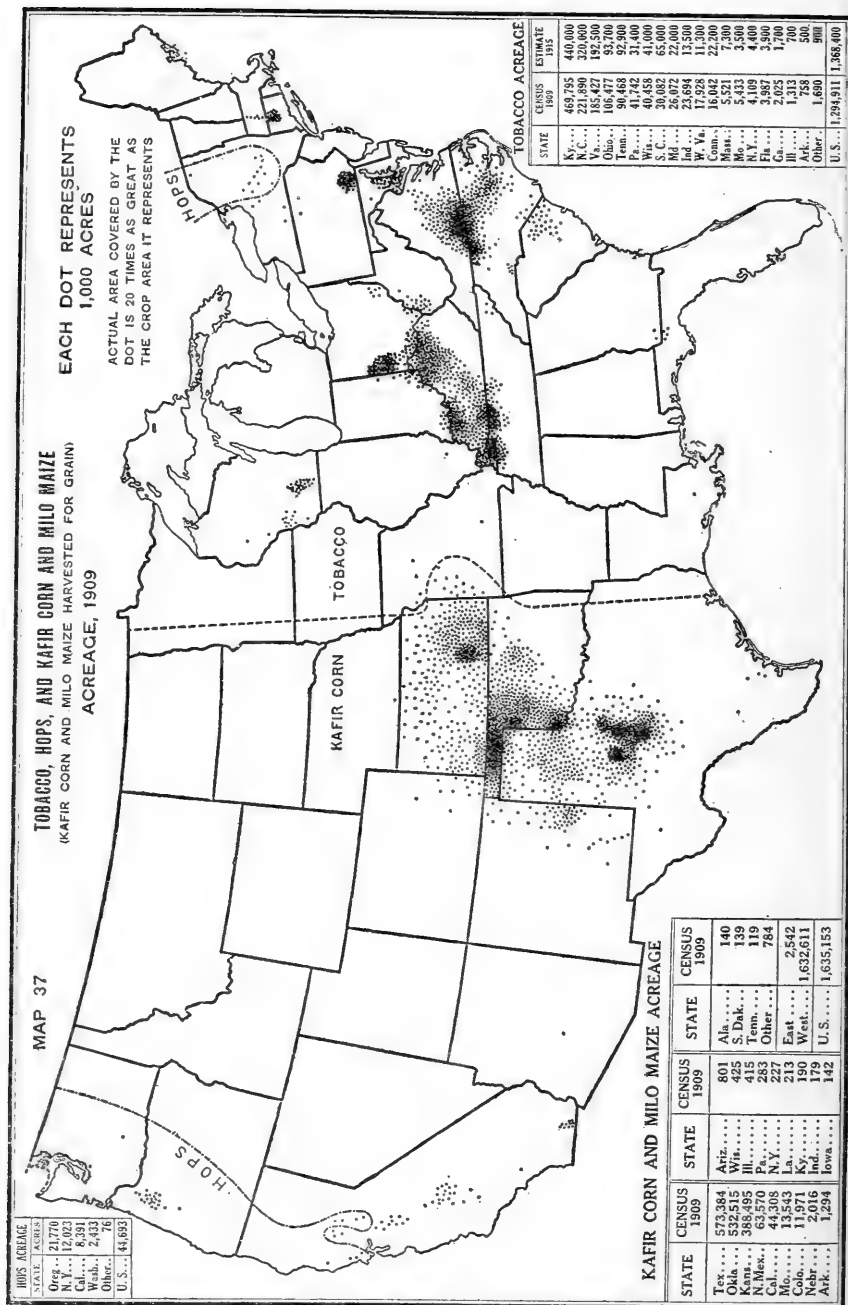 MAP 37
TOBACCO, HOPS, AND KAFIR CORN AND MILO MAIZE
(KAFIR CORN AND MILO MAIZE HARVESTED FOR GRAIN)
ACREAGE, 1909
EACH DOT REPRESENTS
1,000 ACRES
ACTUAL AREA COVERED BY THE
DOT IS 20 TIMES AS GREAT AS
THE CROP AREA IT REPRESENTS
HOPS ACREAGE
STATE ACRES
Oreg.. 21,770
N.Y... 12,023
Cal.... 8,391
Wash.. 2,433
Other.. 76
U.S... 44,693
HOPS
HOPS
KAFIR CORN
TOBACCO
KAFIR CORN AND MILO MAIZE ACREAGE
STATE CENSUS 1909 STATE CENSUS 1909 STATE CENSUS 1909
Tex.... 573,384 Ariz..... 801 Ala...... 140
Okla... 532,515 Wis..... 425 S. Dak... 139
Kans... 388,495 Ill....... 415 Tenn.... 119
N. Mex.. 63,570 Pa....... 283 Other.... 784
Cal..... 44,308 N.Y..... 227
Mo..... 13,543 La....... 213 East..... 2,542
Colo.... 11,971 Ky....... 190 West..... 1,632,611
Nebr.... 2,016 Ind...... 179
Ark..... 1,294 Iowa..... 142 U.S...... 1,635,153
TOBACCO ACREAGE
STATE CENSUS 1909 ESTIMATE 1915
Ky.... 469,795 440,000
N.C... 221,890 320,000
Va.... 185,427 192,500
Ohio.. 106,477 93,700
Tenn.. 90,468 92,900
Pa.... 41,742 31,400
Wis... 40,458 41,000
S. C.. 30,082 65,000
Md... 26,072 22,000
Ind... 23,694 13,500
W. Va. 17,928 11,300
Conn.. 16,042 22,200
Mass.. 5,521 7,300
Mo... 5,433 3,500
N.Y... 4,109 4,400
Fla... 3,987 3,900
Ga.... 2,025 1,700
Ill.... 1,313 700
Ark... 758 500
Other. 1,690
U.S... 1,294,911 1,368,400